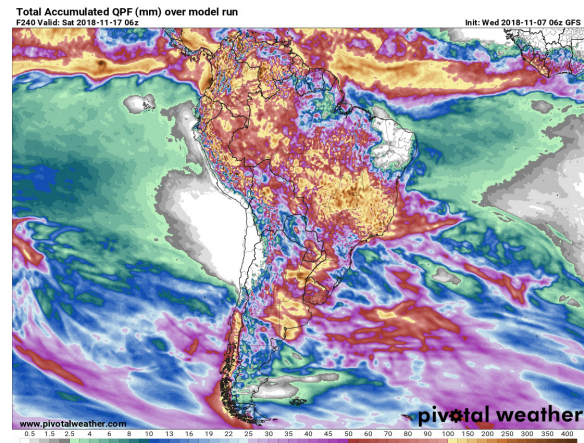 Total Accumulated QPF (mm) over model run
F240 Valid: Sat 2018-11-17 06z
Init: Wed 2018-11-07 06z GFS
pivotal weather
www.pivotalweather.com
0.5 1.5 2.5 4 6 8 10 13 16 19 22 25 30 35 40 45 50 60 70 80 90 100 150 200 250 300 350 400